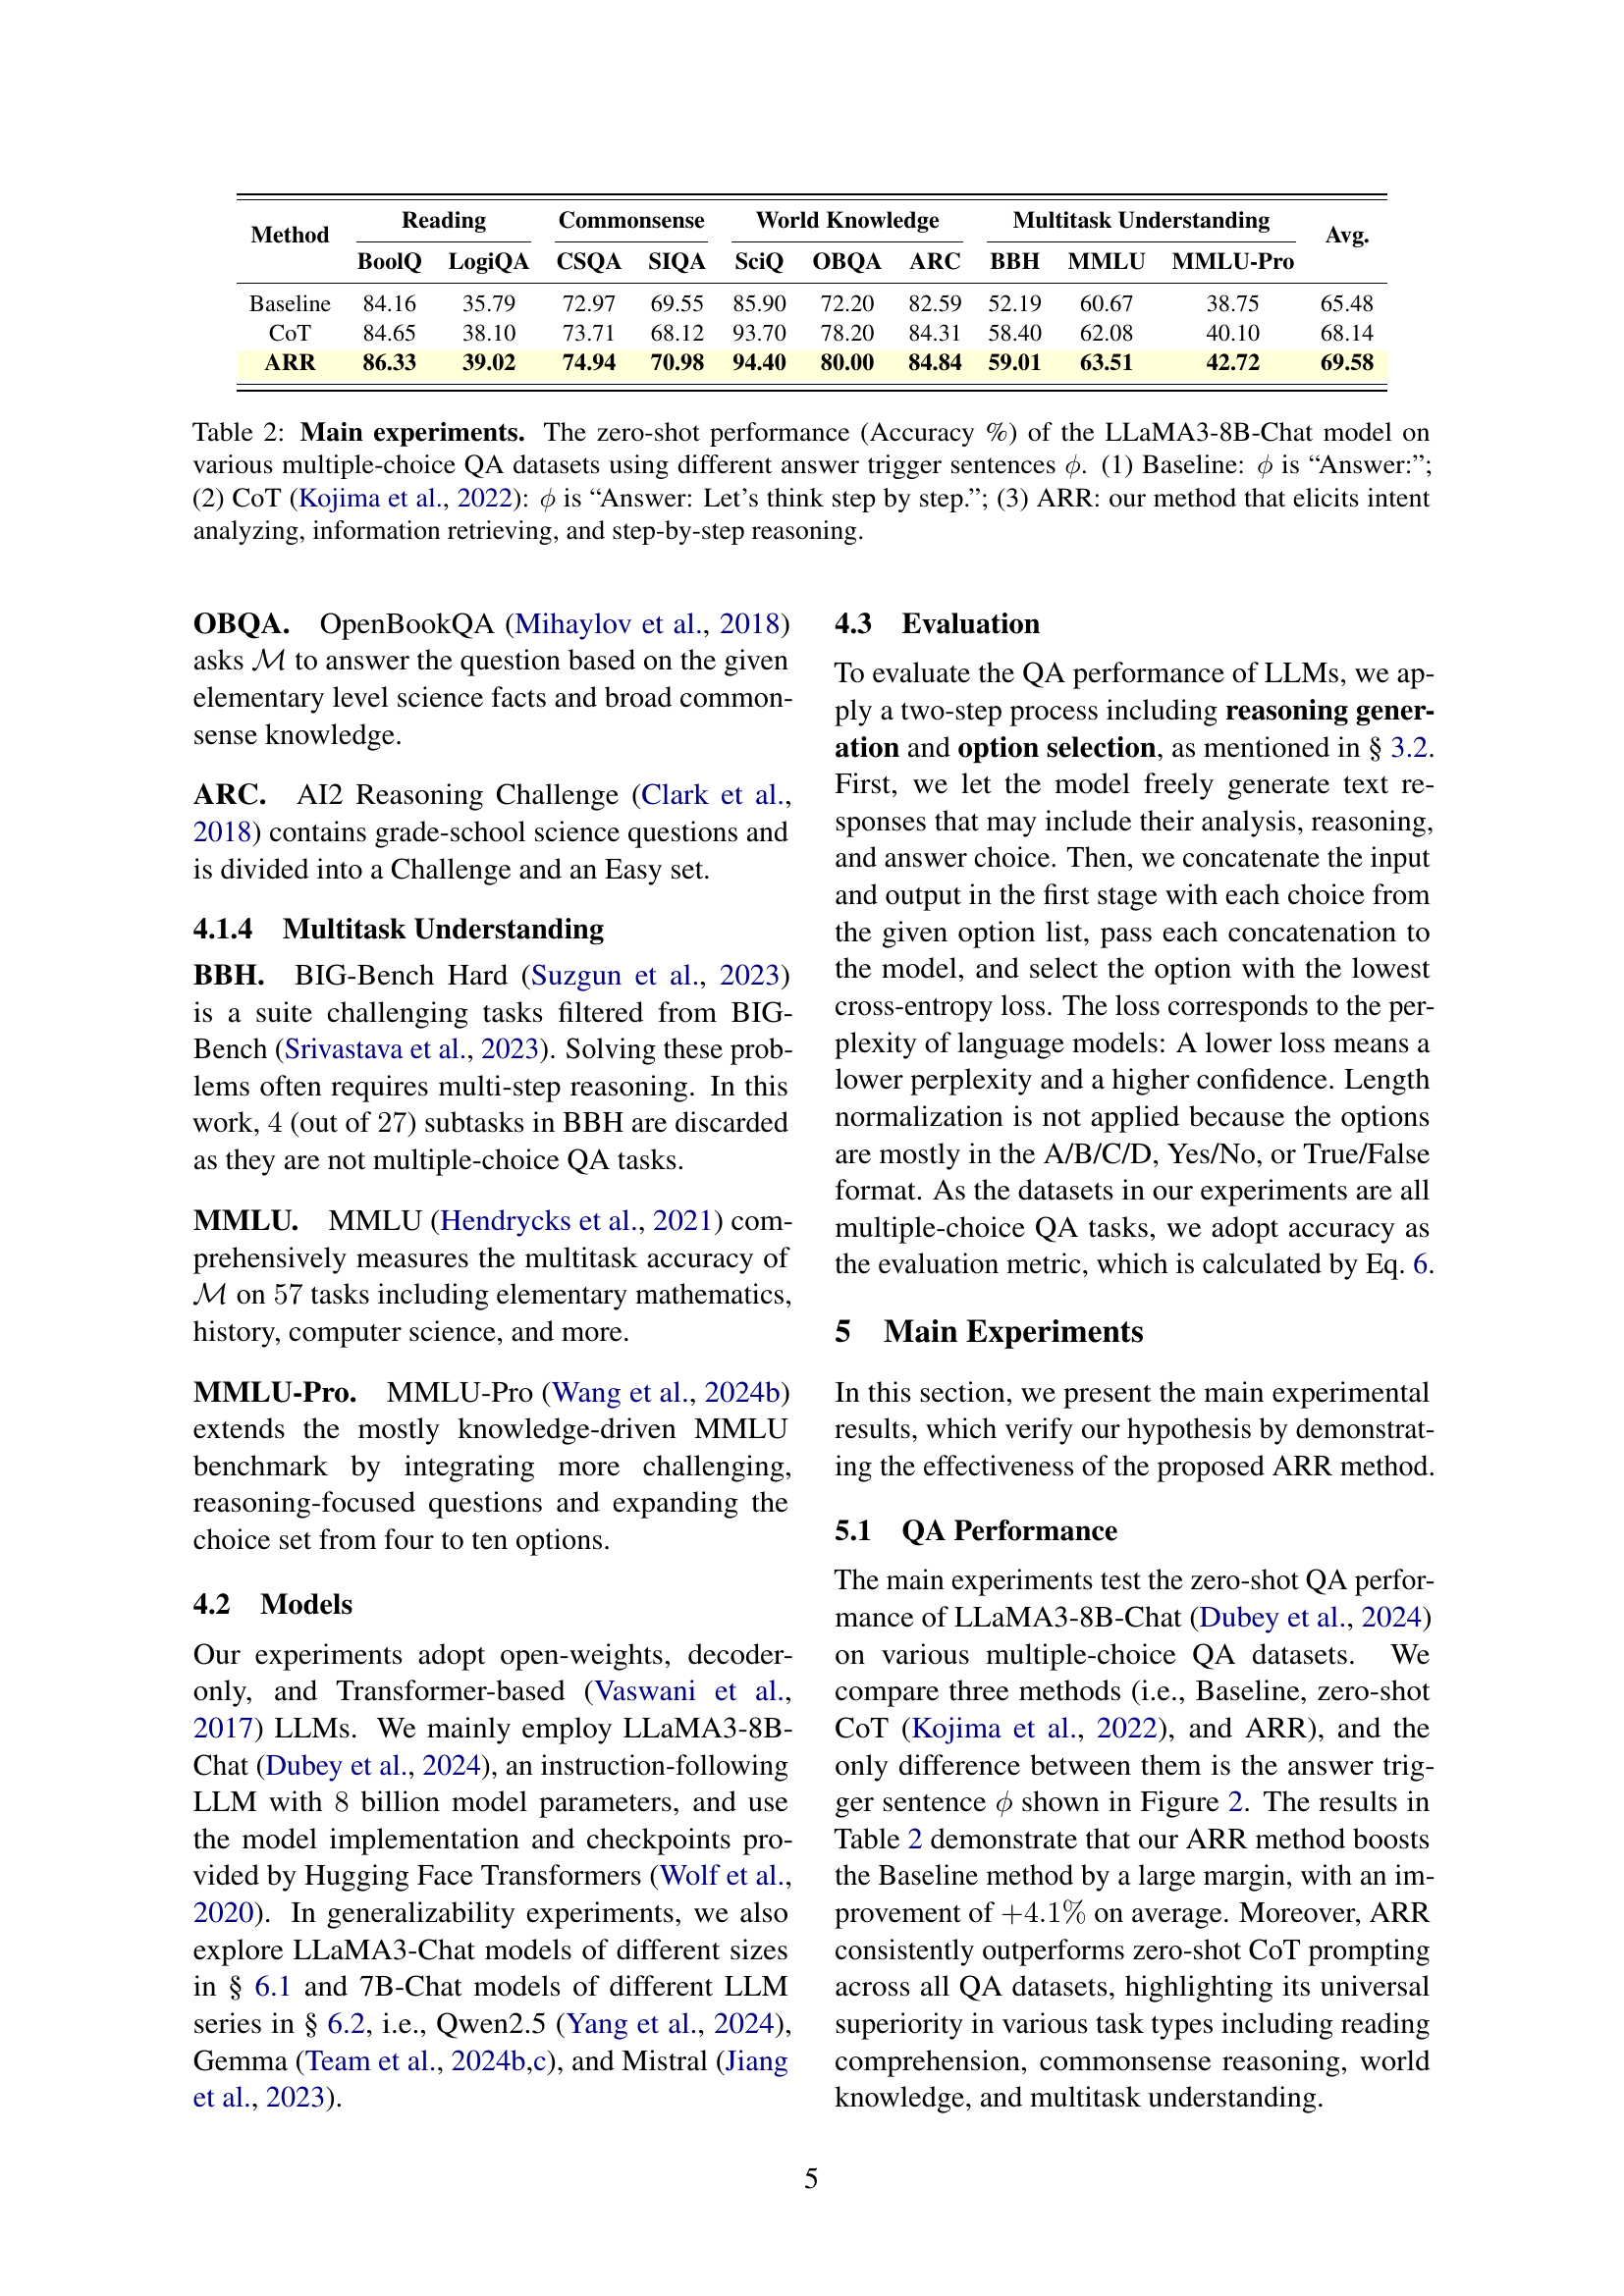 Method Reading Commonsense World Knowledge Multitask Understanding Avg.
BoolQ LogiQA CSQA SIQA SciQ OBQA ARC BBH MMLU MMLU-Pro
Baseline 84.16 35.79 72.97 69.55 85.90 72.20 82.59 52.19 60.67 38.75 65.48
CoT 84.65 38.10 73.71 68.12 93.70 78.20 84.31 58.40 62.08 40.10 68.14
ARR 86.33 39.02 74.94 70.98 94.40 80.00 84.84 59.01 63.51 42.72 69.58
Table 2: Main experiments. The zero-shot performance (Accuracy %) of the LLaMA3-8B-Chat model on
various multiple-choice QA datasets using different answer trigger sentences ϕ. (1) Baseline: ϕ is “Answer:”;
(2) CoT (Kojima et al., 2022): ϕ is “Answer: Let’s think step by step.”; (3) ARR: our method that elicits intent
analyzing, information retrieving, and step-by-step reasoning.
OBQA. OpenBookQA (Mihaylov et al., 2018)
asks ℳ to answer the question based on the given
elementary level science facts and broad common-
sense knowledge.
ARC. AI2 Reasoning Challenge (Clark et al.,
2018) contains grade-school science questions and
is divided into a Challenge and an Easy set.
4.1.4 Multitask Understanding
BBH. BIG-Bench Hard (Suzgun et al., 2023)
is a suite challenging tasks filtered from BIG-
Bench (Srivastava et al., 2023). Solving these prob-
lems often requires multi-step reasoning. In this
work, 4 (out of 27) subtasks in BBH are discarded
as they are not multiple-choice QA tasks.
MMLU. MMLU (Hendrycks et al., 2021) com-
prehensively measures the multitask accuracy of
ℳ on 57 tasks including elementary mathematics,
history, computer science, and more.
MMLU-Pro. MMLU-Pro (Wang et al., 2024b)
extends the mostly knowledge-driven MMLU
benchmark by integrating more challenging,
reasoning-focused questions and expanding the
choice set from four to ten options.
4.2 Models
Our experiments adopt open-weights, decoder-
only, and Transformer-based (Vaswani et al.,
2017) LLMs. We mainly employ LLaMA3-8B-
Chat (Dubey et al., 2024), an instruction-following
LLM with 8 billion model parameters, and use
the model implementation and checkpoints pro-
vided by Hugging Face Transformers (Wolf et al.,
2020). In generalizability experiments, we also
explore LLaMA3-Chat models of different sizes
in § 6.1 and 7B-Chat models of different LLM
series in § 6.2, i.e., Qwen2.5 (Yang et al., 2024),
Gemma (Team et al., 2024b,c), and Mistral (Jiang
et al., 2023).
4.3 Evaluation
To evaluate the QA performance of LLMs, we ap-
ply a two-step process including reasoning gener-
ation and option selection, as mentioned in § 3.2.
First, we let the model freely generate text re-
sponses that may include their analysis, reasoning,
and answer choice. Then, we concatenate the input
and output in the first stage with each choice from
the given option list, pass each concatenation to
the model, and select the option with the lowest
cross-entropy loss. The loss corresponds to the per-
plexity of language models: A lower loss means a
lower perplexity and a higher confidence. Length
normalization is not applied because the options
are mostly in the A/B/C/D, Yes/No, or True/False
format. As the datasets in our experiments are all
multiple-choice QA tasks, we adopt accuracy as
the evaluation metric, which is calculated by Eq. 6.
5 Main Experiments
In this section, we present the main experimental
results, which verify our hypothesis by demonstrat-
ing the effectiveness of the proposed ARR method.
5.1 QA Performance
The main experiments test the zero-shot QA perfor-
mance of LLaMA3-8B-Chat (Dubey et al., 2024)
on various multiple-choice QA datasets. We
compare three methods (i.e., Baseline, zero-shot
CoT (Kojima et al., 2022), and ARR), and the
only difference between them is the answer trig-
ger sentence ϕ shown in Figure 2. The results in
Table 2 demonstrate that our ARR method boosts
the Baseline method by a large margin, with an im-
provement of +4.1% on average. Moreover, ARR
consistently outperforms zero-shot CoT prompting
across all QA datasets, highlighting its universal
superiority in various task types including reading
comprehension, commonsense reasoning, world
knowledge, and multitask understanding.
5